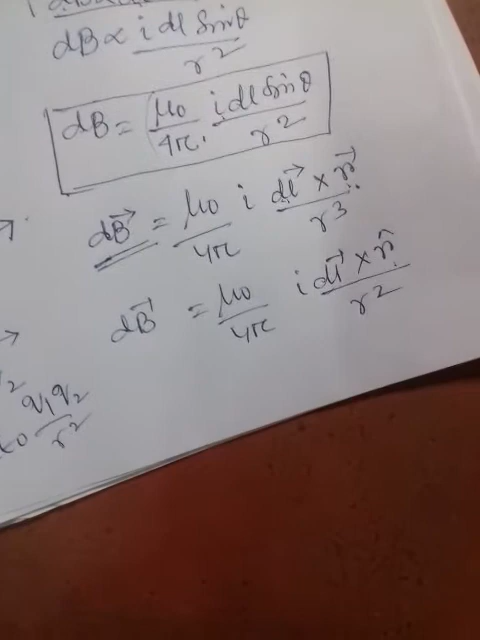 dB ∝ i dl Sinθ / r²
dB = μ₀ / 4π . i dl Sinθ / r²
→
dB⃗ = μ₀ / 4π i dl⃗ × r⃗ / r³
→
dB⃗ = μ₀ / 4π i dl⃗ × r̂ / r²
q₁q₂ / r²